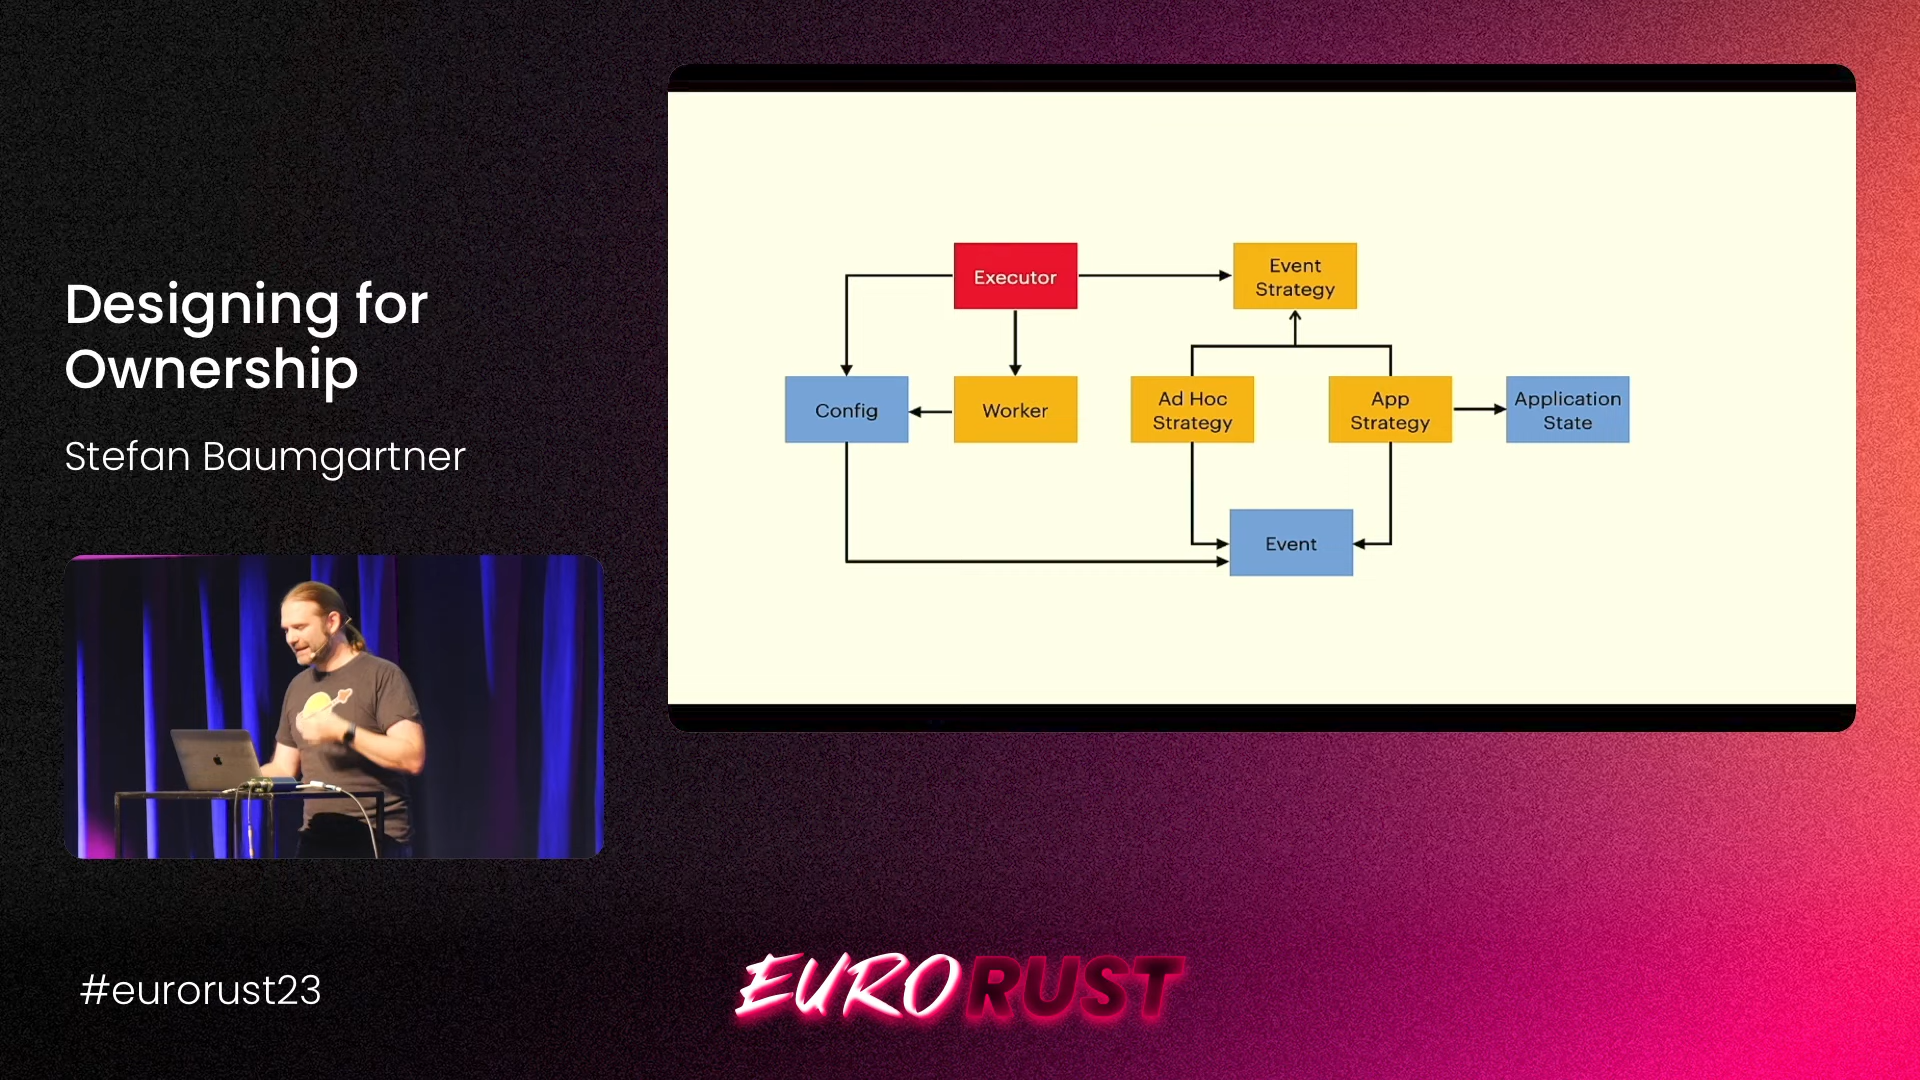 Designing for
Ownership
Stefan Baumgartner
#eurorust23
Executor
Event
Strategy
Config
Worker
Ad Hoc
Strategy
App
Strategy
Application
State
Event
EURORUST